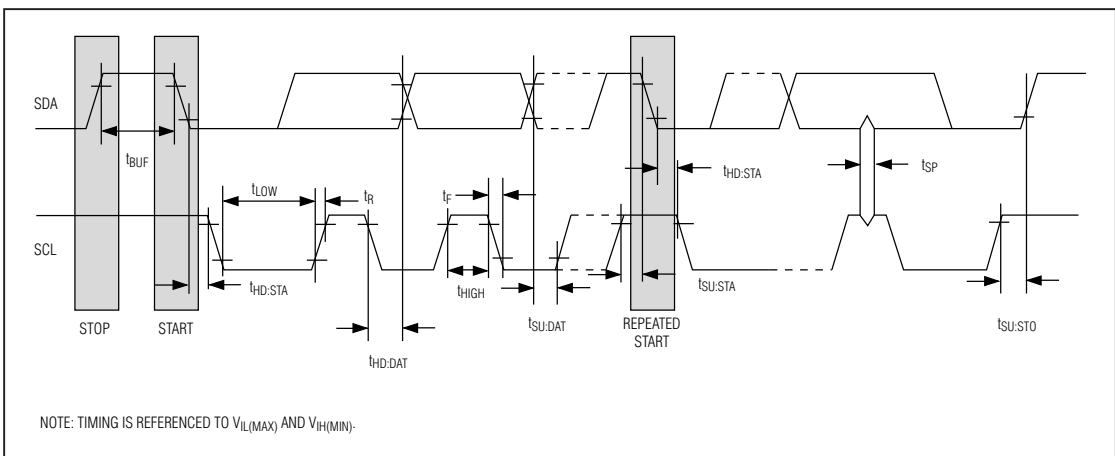 SDA
tBUF
tHD:STA
tSP
tLOW
tR
tF
SCL
tHD:STA
tHIGH
tSU:STA
tSU:DAT
STOP
START
REPEATED
START
tSU:STO
tHD:DAT
NOTE: TIMING IS REFERENCED TO VIL(MAX) AND VIH(MIN).